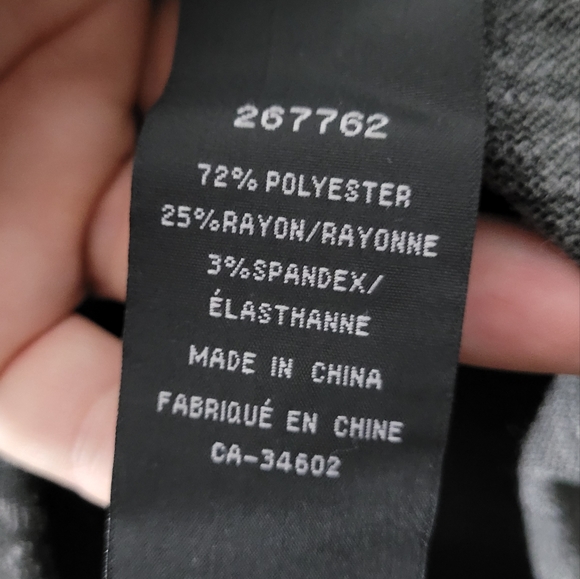 267762
72% POLYESTER
25%RAYON/RAYONNE
3%SPANDEX/
ÉLASTHANNE
MADE IN CHINA
FABRIQUÉ EN CHINE
CA-34602